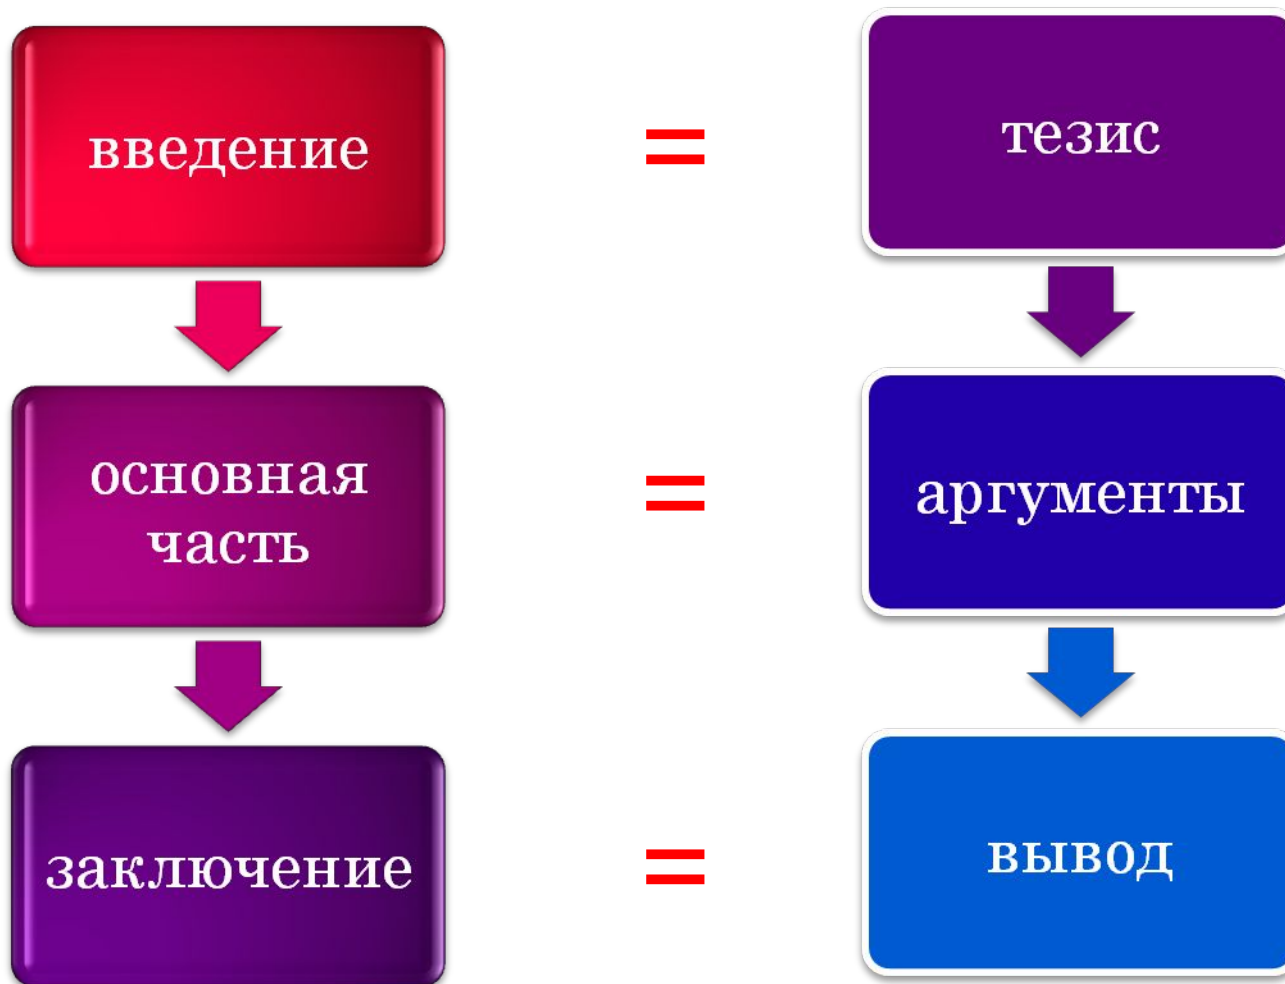 введение
=
тезис
основная
часть
=
аргументы
заключение
=
вывод